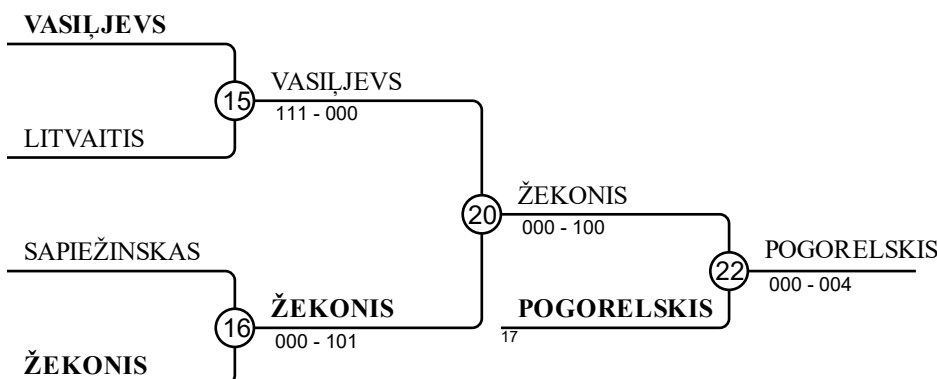 VASIĻJEVS
15
VASIĻJEVS
111 - 000
LITVAITIS
20
ŽEKONIS
000 - 100
SAPIEŽINSKAS
16
ŽEKONIS
000 - 101
ŽEKONIS
22
POGORELSKIS
000 - 004
POGORELSKIS
17